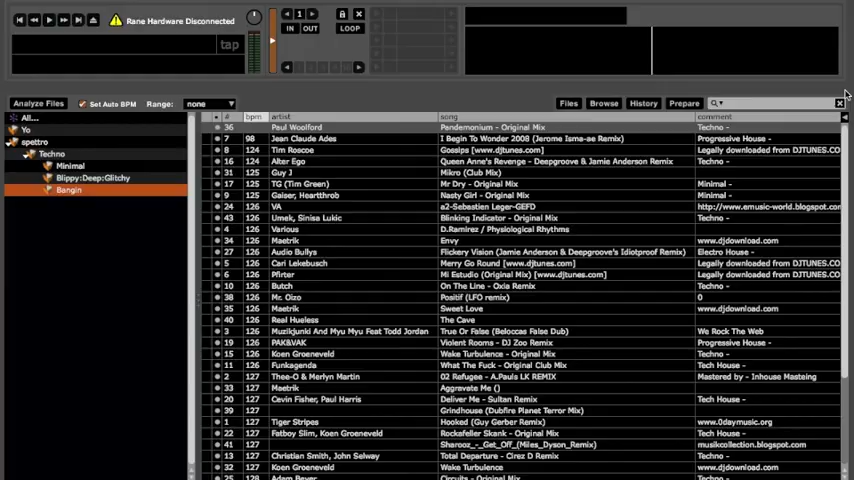 Rane Hardware Disconnected
1
IN OUT LOOP
tap
Analyze Files Set Auto BPM Range: none Files Browse History Prepare
# bpm artist song comment
All...
Yo
spettro
Techno
Minimal
Blippy:Deep:Glitchy
Bangin
36 Paul Woolford Pandemonium - Original Mix Techno -
7 98 Jean Claude Ades I Begin To Wonder 2008 (Jerome Isma-ae Remix) Progressive House -
8 124 Tim Roscoe Gossips [www.djtunes.com] Legally downloaded from DJTUNES.CO
16 124 Alter Ego Queen Anne's Revenge - Deepgroove & Jamie Anderson Remix Techno -
31 125 Guy J Mikro (Club Mix)
17 125 TG (Tim Green) Mr Dry - Original Mix Minimal -
9 125 Gaiser, Heartthrob Nasty Girl - Original Mix Minimal -
24 126 VA a2-Sebastien Leger-GEFD http://www.emusic-world.blogspot.com
43 126 Umek, Sinisa Lukic Blinking Indicator - Original Mix Techno -
4 126 Various D.Ramirez / Physiological Rhythms
34 126 Maetrik Envy www.djdownload.com
27 126 Audio Bullys Flickery Vision (Jamie Anderson & Deepgroove's Idiotproof Remix) Electro House -
5 126 Cari Lekebusch Merry Go Round [www.djtunes.com] Legally downloaded from DJTUNES.CO
6 126 Pfirter Mi Estudio (Original Mix) [www.djtunes.com] Legally downloaded from DJTUNES.CO
10 126 Butch On The Line - Oxia Remix Techno -
38 126 Mr. Oizo Positif (LFO remix) 0
35 126 Maetrik Sweet Love www.djdownload.com
40 126 Real Hueless The Cave
3 126 Muzikjunki And Myu Myu Feat Todd Jordan True Or False (Beloccas False Dub) We Rock The Web
19 126 PAK&VAK Violent Rooms - DJ Zoo Remix Progressive House -
15 126 Koen Groeneveld Wake Turbulence - Original Mix Techno -
11 126 Funkagenda What The Fuck - Original Club Mix Tech House -
2 127 Thee-O & Merlyn Martin 02 Refugee - A.Pauls LK REMIX Mastered by - Inhouse Masteing
33 127 Maetrik Aggravate Me ()
20 127 Cevin Fisher, Paul Harris Deliver Me - Sultan Remix Tech House -
39 127 Grindhouse (Dubfire Planet Terror Mix)
1 127 Tiger Stripes Hooked (Guy Gerber Remix) www.0daymusic.org
22 127 Fatboy Slim, Koen Groeneveld Rockafeller Skank - Original Mix Tech House -
41 127 Sharooz_-_Get_Off_(Miles_Dyson_Remix) musikcollection.blogspot.com
13 127 Christian Smith, John Selway Total Departure - Cirez D Remix Techno -
32 127 Koen Groeneveld Wake Turbulence www.djdownload.com
25 128 Adam Beyer Circuits - Original Mix Techno -